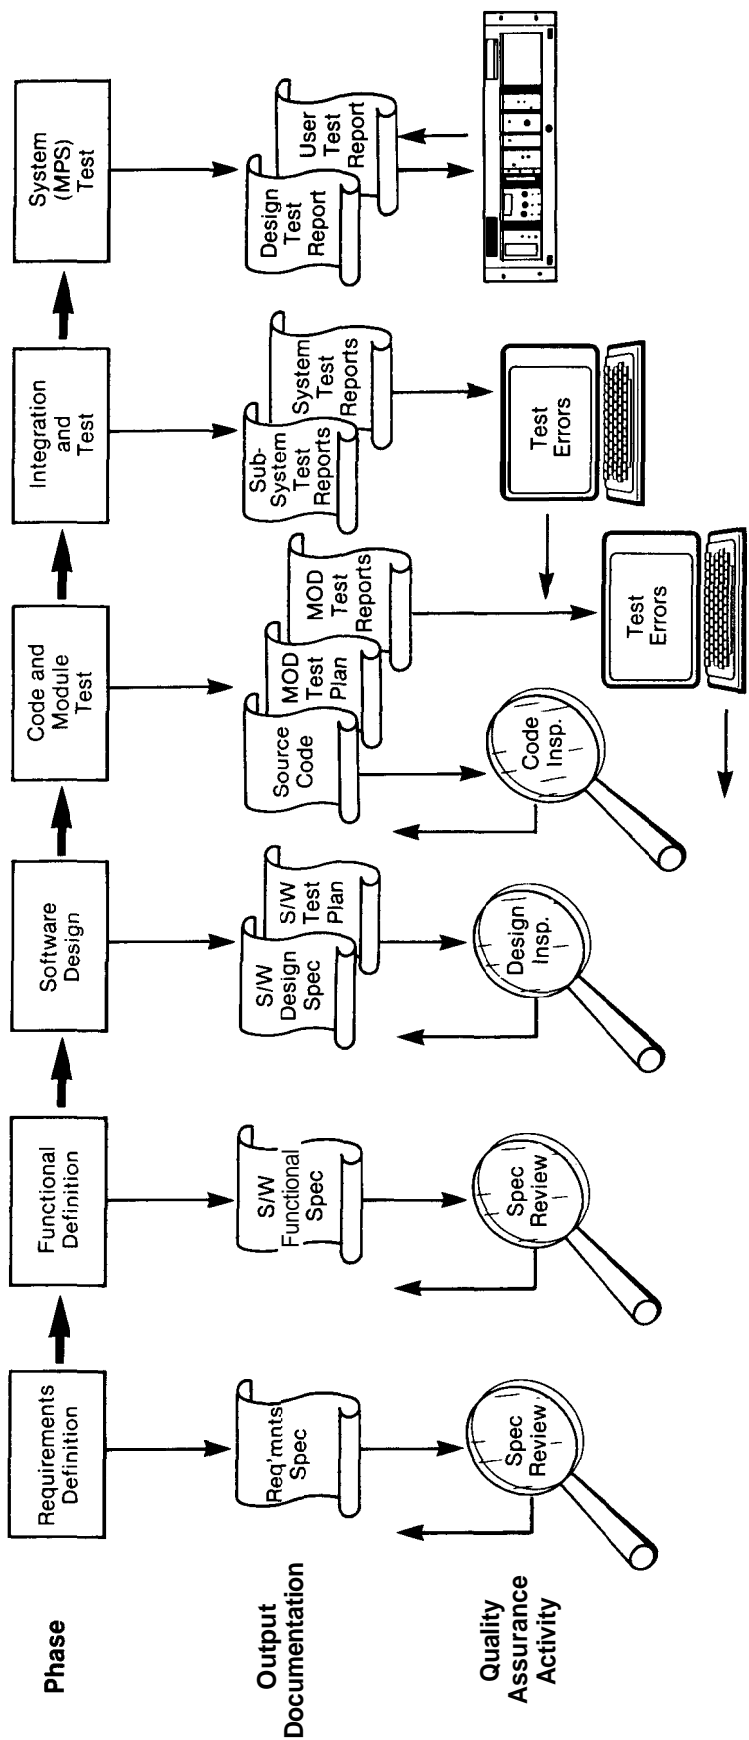 Phase
Requirements
Definition
Functional
Definition
Software
Design
Code and
Module
Test
Integration
and
Test
System
(MPS)
Test
Output
Documentation
Req'mnts
Spec
S/W
Functional
Spec
S/W
Design
Spec
S/W
Test
Plan
Source
Code
MOD
Test
Plan
MOD
Test
Reports
Sub-
System
Test
Reports
System
Test
Reports
Design
Test
Report
User
Test
Report
Quality
Assurance
Activity
Spec
Review
Spec
Review
Design
Insp.
Code
Insp.
Test
Errors
Test
Errors